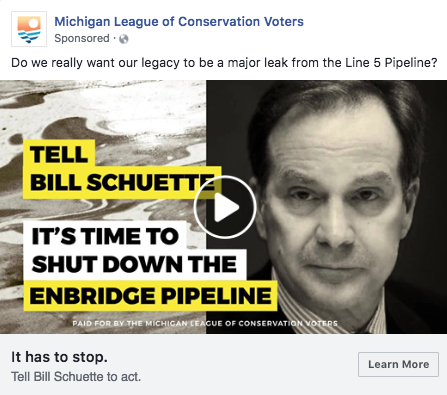 Michigan League of Conservation Voters
Sponsored ·
Do we really want our legacy to be a major leak from the Line 5 Pipeline?
TELL
BILL SCHUETTE
IT'S TIME TO
SHUT DOWN THE
ENBRIDGE PIPELINE
PAID FOR BY THE MICHIGAN LEAGUE OF CONSERVATION VOTERS
It has to stop.
Tell Bill Schuette to act.
Learn More